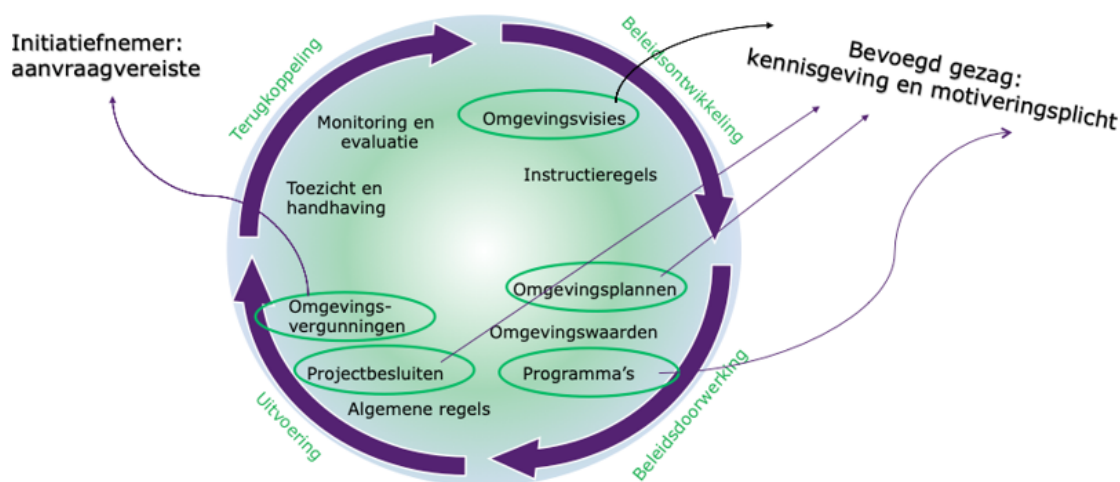 Initiatiefnemer:
aanvraagvereiste
Terugkoppeling
Beleidsontwikkeling
Bevoegd gezag:
kennisgeving en motiveringsplicht
Omgevingsvisies
Monitoring en
evaluatie
Instructieregels
Toezicht en
handhaving
Omgevingsplannen
Omgevings-
vergunningen
Omgevingswaarden
Projectbesluiten
Programma's
Algemene regels
Uitvoering
Beleidsdoorwerking